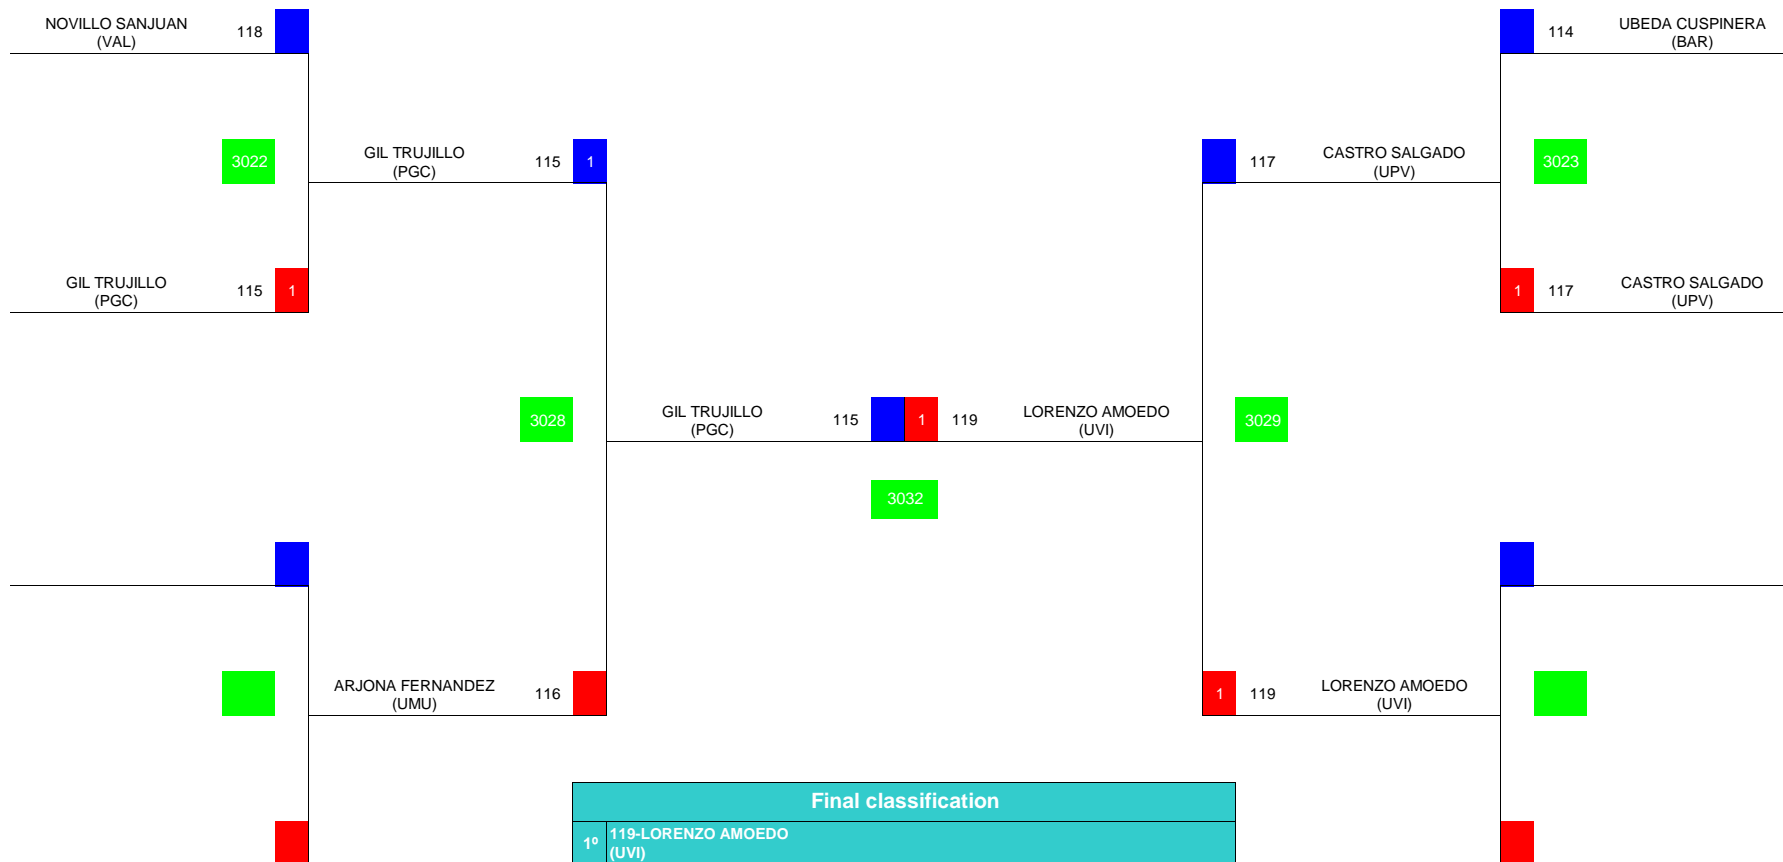 NOVILLO SANJUAN
(VAL)
118
114
UBEDA CUSPINERA
(BAR)
3022
GIL TRUJILLO
(PGC)
115
1
117
CASTRO SALGADO
(UPV)
3023
GIL TRUJILLO
(PGC)
115
1
1
117
CASTRO SALGADO
(UPV)
3028
GIL TRUJILLO
(PGC)
115
1
119
LORENZO AMOEDO
(UVI)
3029
3032
ARJONA FERNANDEZ
(UMU)
116
1
119
LORENZO AMOEDO
(UVI)
Final classification
1º
119-LORENZO AMOEDO
(UVI)